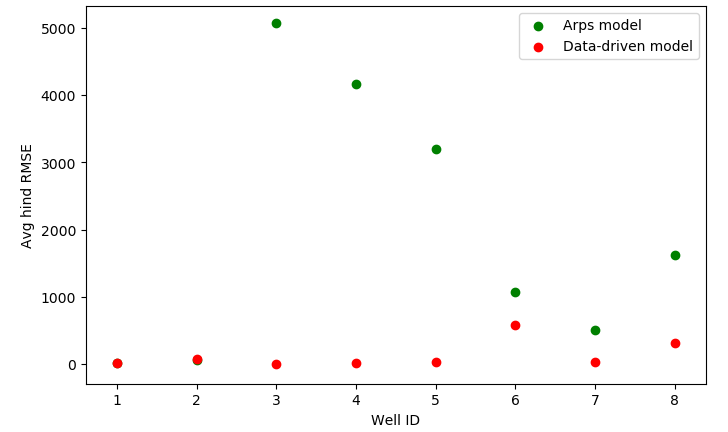 Arps model
Data-driven model
5000
4000
3000
2000
1000
0
Avg hind RMSE
1 2 3 4 5 6 7 8
Well ID